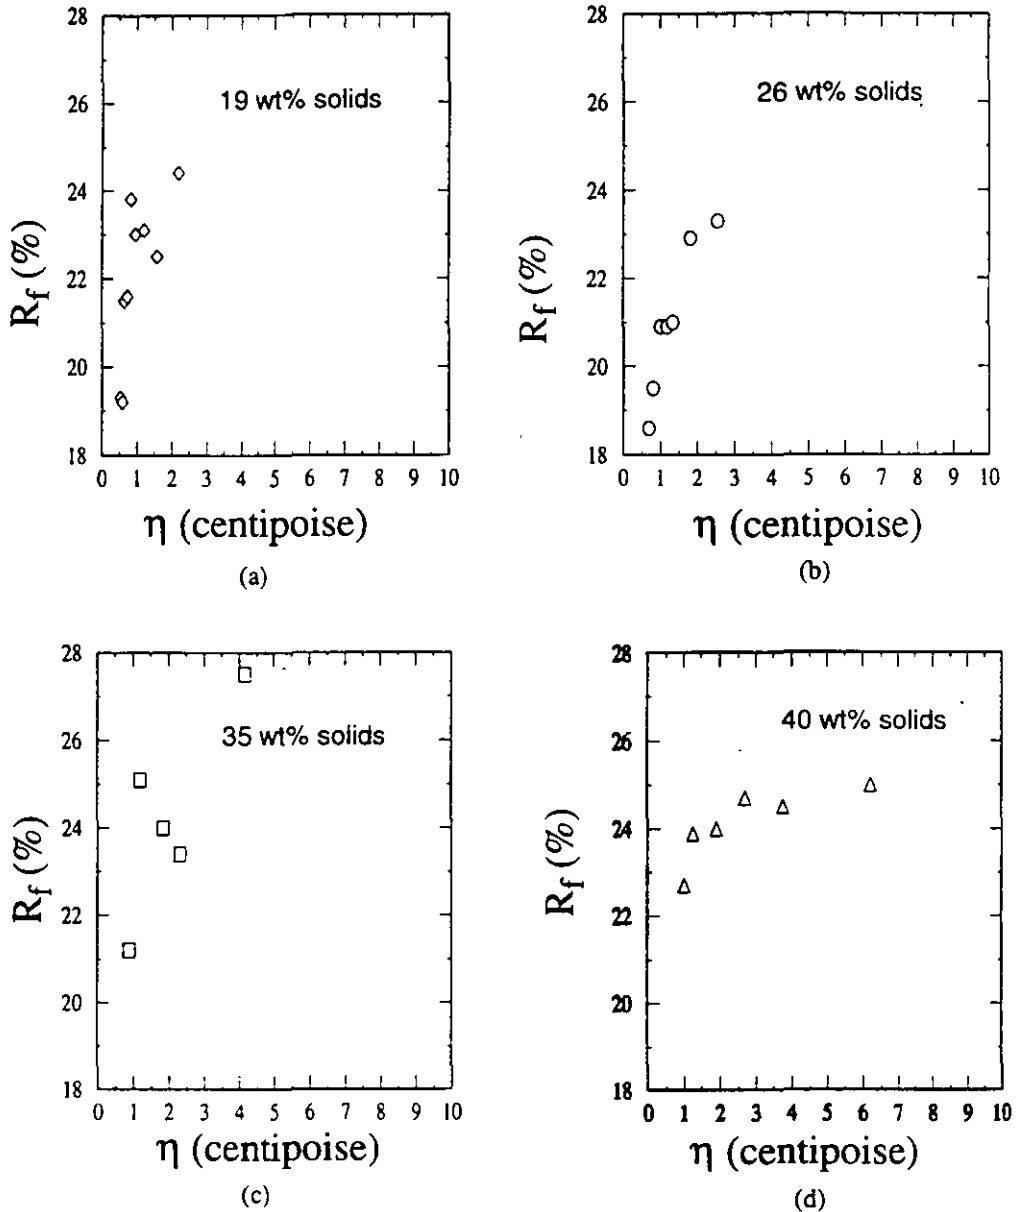 28
26
24
22
20
18
R_f (%)
19 wt% solids
0 1 2 3 4 5 6 7 8 9 10
η (centipoise)
(a)
28
26
24
22
20
18
R_f (%)
26 wt% solids
0 1 2 3 4 5 6 7 8 9 10
η (centipoise)
(b)
28
26
24
22
20
18
R_f (%)
35 wt% solids
0 1 2 3 4 5 6 7 8 9 10
η (centipoise)
(c)
28
26
24
22
20
18
R_f (%)
40 wt% solids
0 1 2 3 4 5 6 7 8 9 10
η (centipoise)
(d)